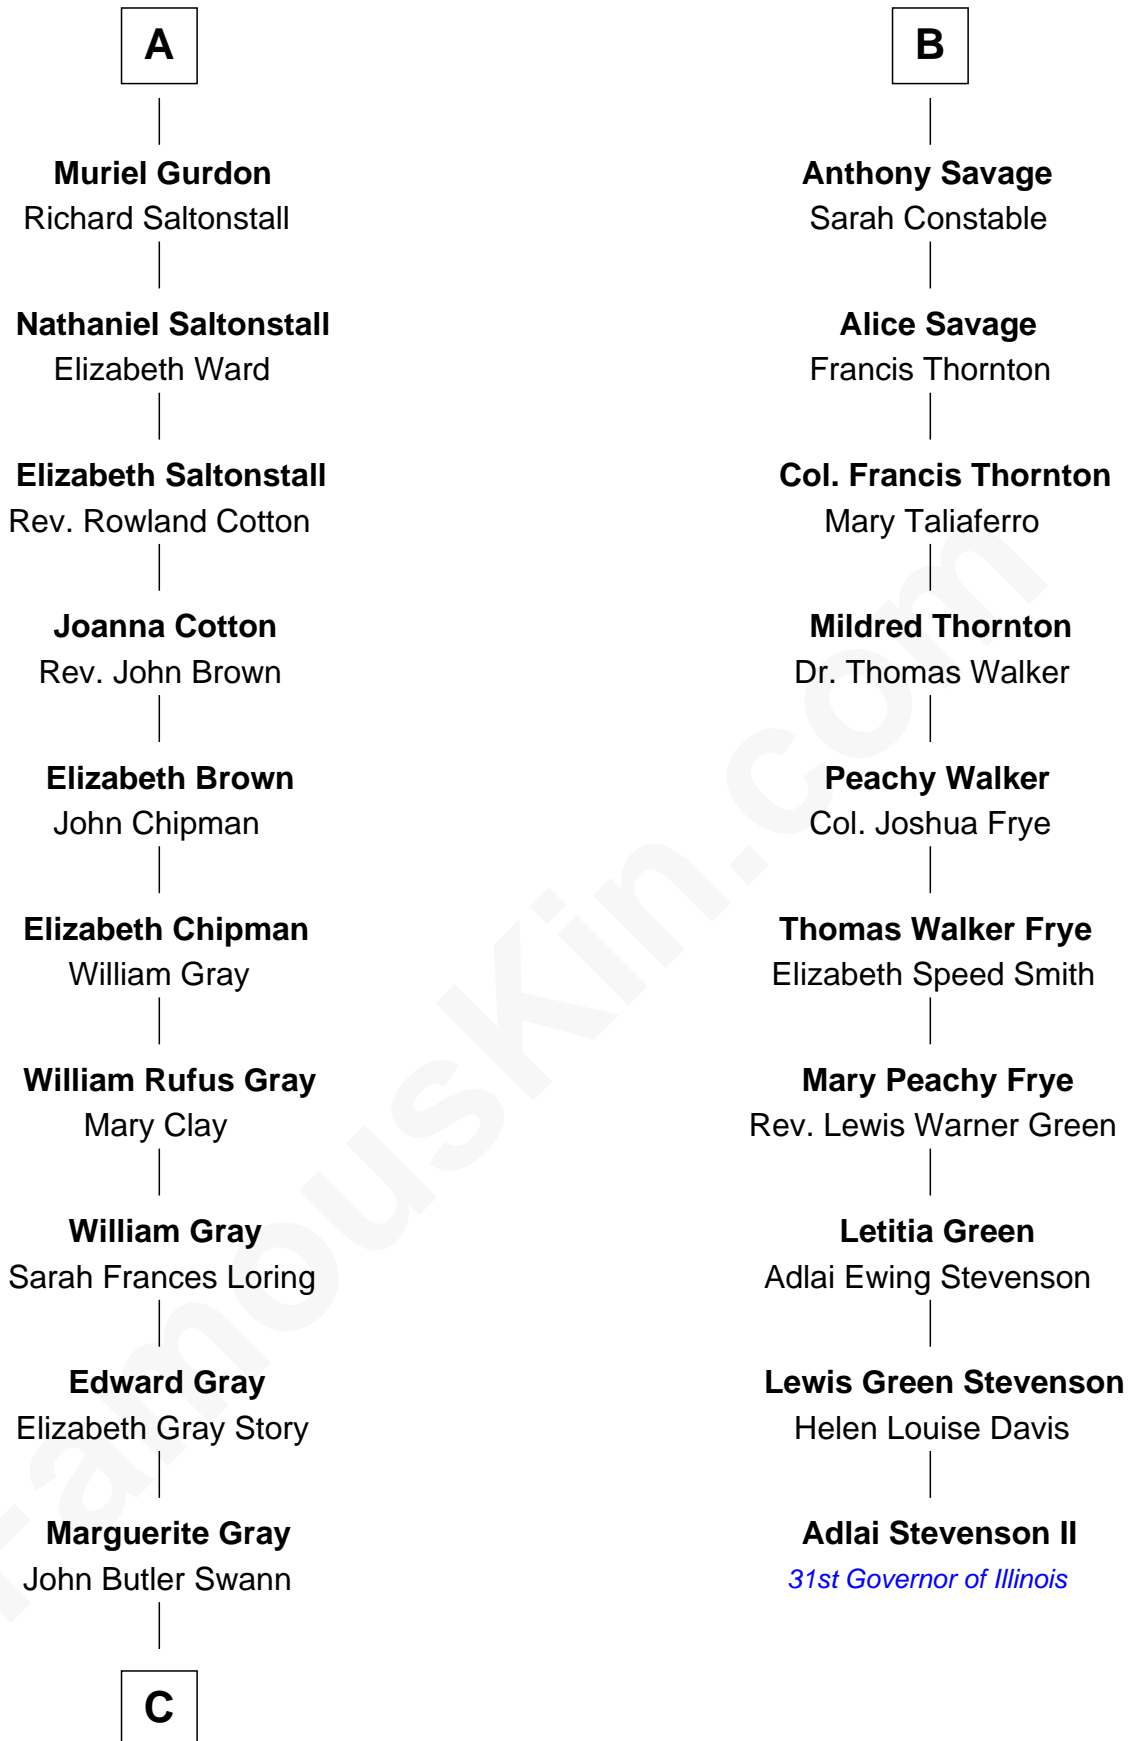 A
Muriel Gurdon
Richard Saltonstall
Nathaniel Saltonstall
Elizabeth Ward
Elizabeth Saltonstall
Rev. Rowland Cotton
Joanna Cotton
Rev. John Brown
Elizabeth Brown
John Chipman
Elizabeth Chipman
William Gray
William Rufus Gray
Mary Clay
William Gray
Sarah Frances Loring
Edward Gray
Elizabeth Gray Story
Marguerite Gray
John Butler Swann
C
B
Anthony Savage
Sarah Constable
Alice Savage
Francis Thornton
Col. Francis Thornton
Mary Taliaferro
Mildred Thornton
Dr. Thomas Walker
Peachy Walker
Col. Joshua Frye
Thomas Walker Frye
Elizabeth Speed Smith
Mary Peachy Frye
Rev. Lewis Warner Green
Letitia Green
Adlai Ewing Stevenson
Lewis Green Stevenson
Helen Louise Davis
Adlai Stevenson II
31st Governor of Illinois
FamousKin.com